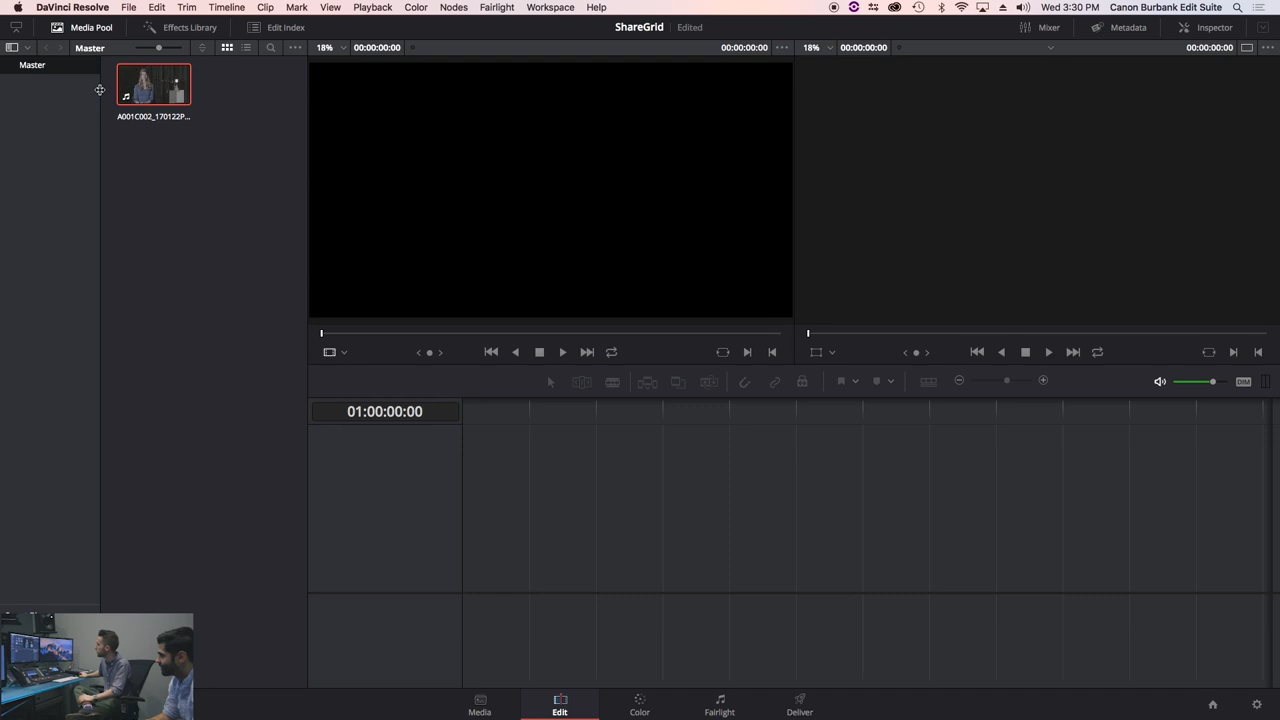 DaVinci Resolve File Edit Trim Timeline Clip Mark View Playback Color Nodes Fairlight Workspace Help Wed 3:30 PM Canon Burbank Edit Suite
Media Pool Effects Library Edit Index ShareGrid Edited Mixer Metadata Inspector
Master 18% 00:00:00:00 00:00:00:00 18% 00:00:00:00 00:00:00:00
Master
A001C002_170122P...
DIM
01:00:00:00
Media Edit Color Fairlight Deliver